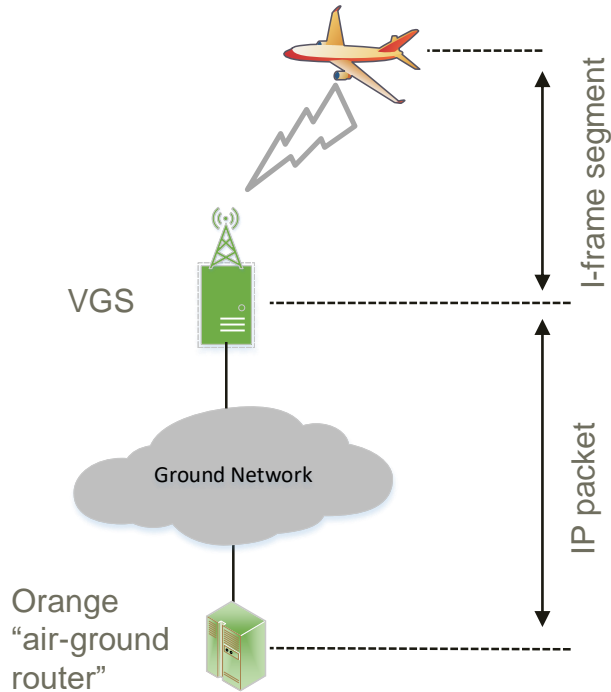 I-frame segment
VGS
Ground Network
IP packet
Orange
“air-ground
router”